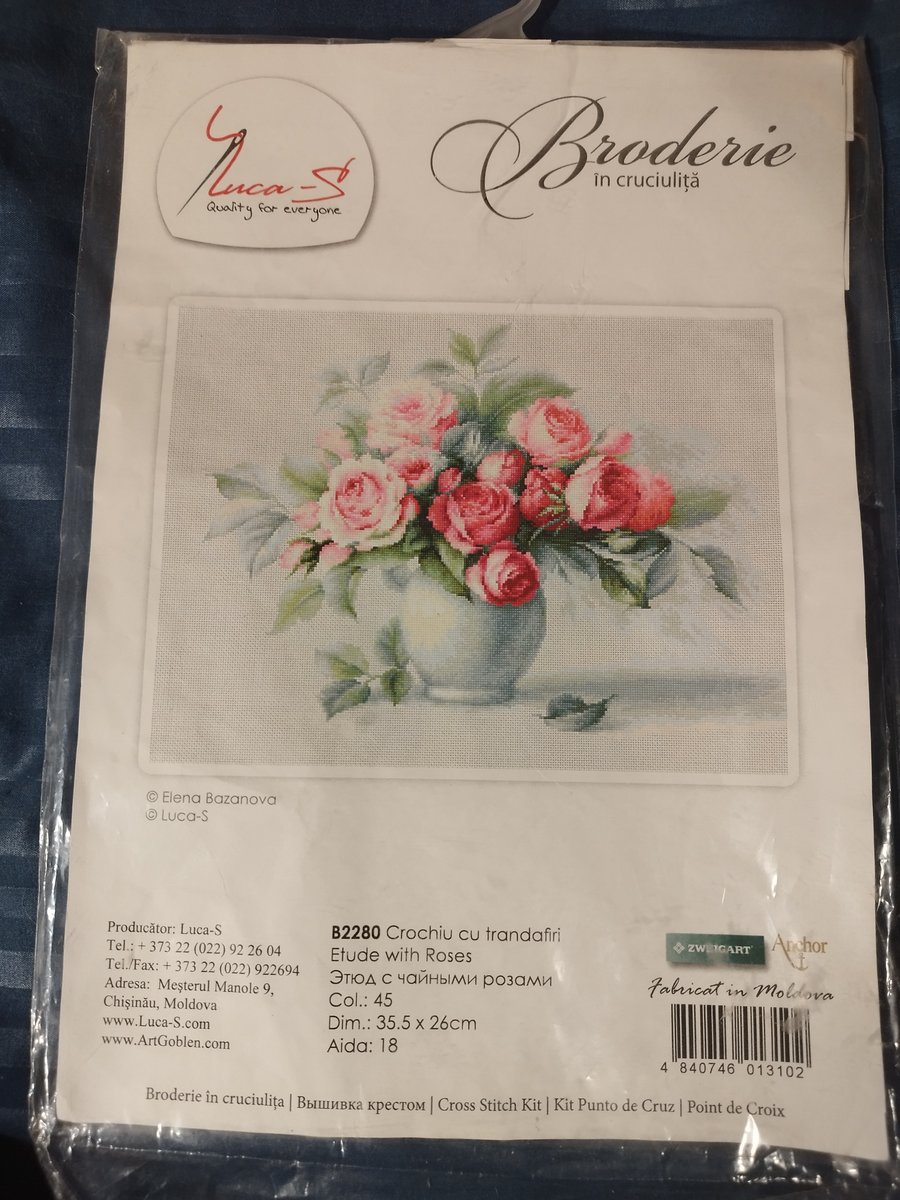 Luca-S
Quality for everyone
Broderie
în cruciuliță
© Elena Bazanova
© Luca-S
Producător: Luca-S
Tel.: + 373 22 (022) 92 26 04
Tel./Fax: + 373 22 (022) 922694
Adresa: Meșterul Manole 9,
Chișinău, Moldova
www.Luca-S.com
www.ArtGoblen.com
B2280 Crochiu cu trandafiri
Etude with Roses
Этюд с чайными розами
Col.: 45
Dim.: 35.5 x 26cm
Aida: 18
ZWEIGART
Anchor
Fabricat in Moldova
4 840746 013102
Broderie în cruciulița | Вышивка крестом | Cross Stitch Kit | Kit Punto de Cruz | Point de Croix